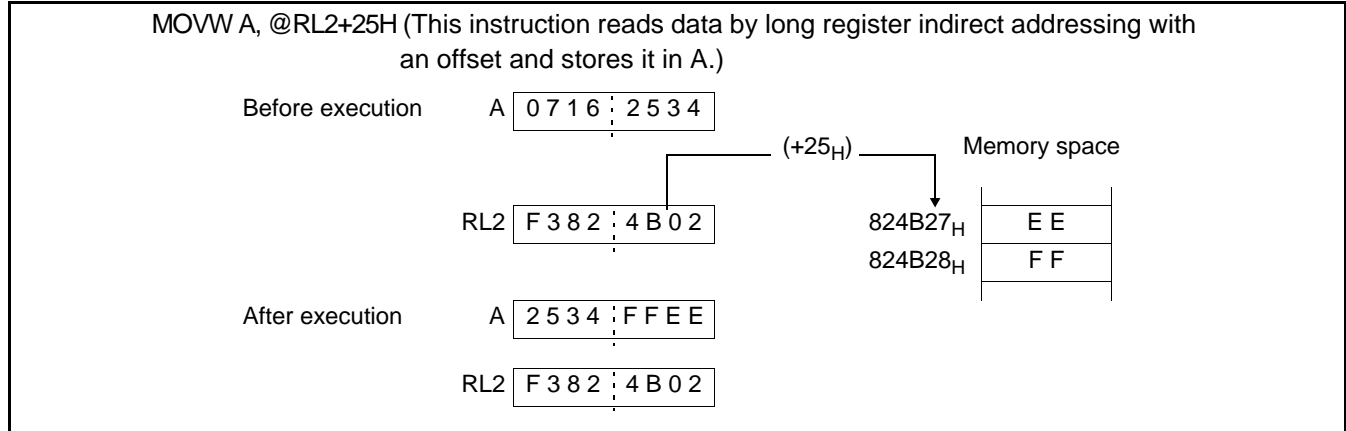 MOVW A, @RL2+25H (This instruction reads data by long register indirect addressing with
an offset and stores it in A.)
Before execution A 0716 2534
(+25H) Memory space
RL2 F382 4B02 824B27H EE
824B28H FF
After execution A 2534 FFEE
RL2 F382 4B02